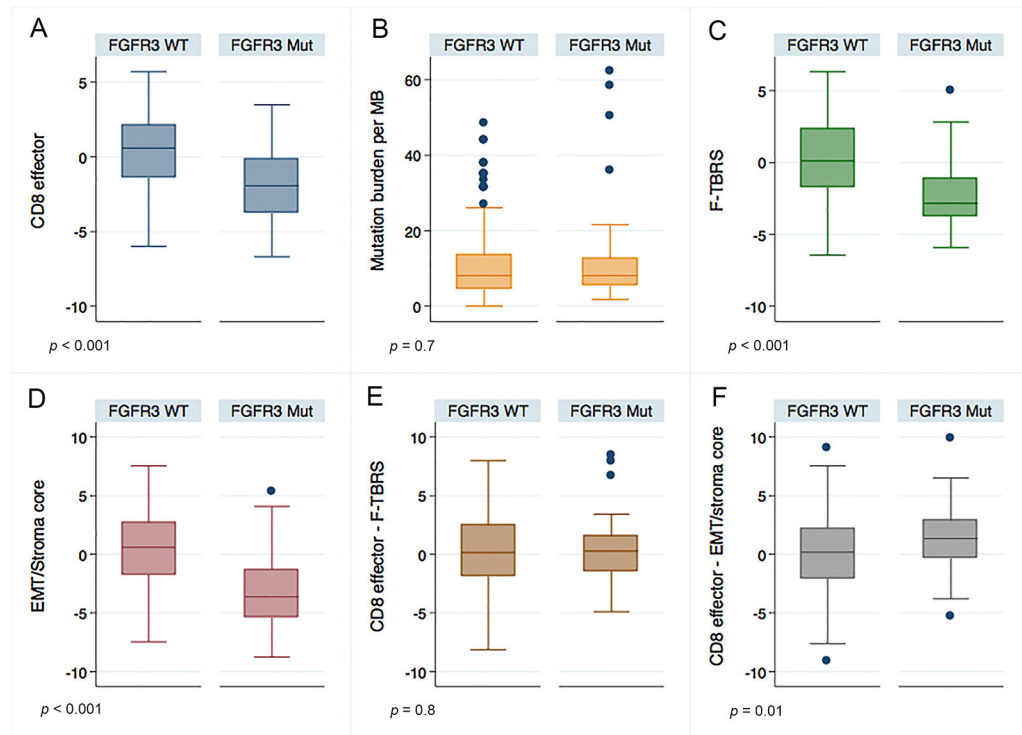 A
FGFR3 WT
FGFR3 Mut
CD8 effector
5
0
-5
-10
p < 0.001
B
FGFR3 WT
FGFR3 Mut
Mutation burden per MB
60
40
20
0
p = 0.7
C
FGFR3 WT
FGFR3 Mut
F-TBRS
5
0
-5
-10
p <0.001
D
FGFR3 WT
FGFR3 Mut
EMT/Stroma core
10
5
0
-5
-10
p < 0.001
E
FGFR3 WT
FGFR3 Mut
CD8 effector - F-TBRS
10
5
0
-5
-10
p = 0.8
F
FGFR3 WT
FGFR3 Mut
CD8 effector - EMT/stroma core
10
5
0
-5
-10
p = 0.01